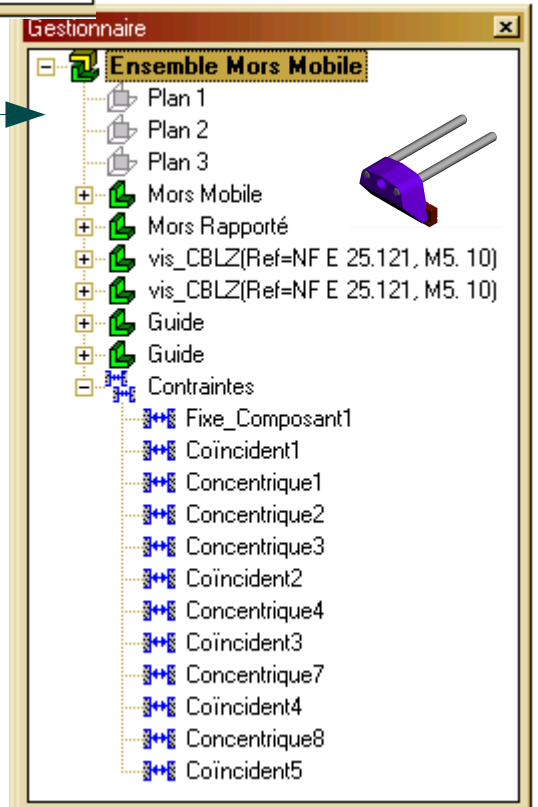 Gestionnaire
Ensemble Mors Mobile
Plan 1
Plan 2
Plan 3
Mors Mobile
Mors Rapporté
vis_CBLZ(Ref=NF E 25.121, M5. 10)
vis_CBLZ(Ref=NF E 25.121, M5. 10)
Guide
Guide
Contraintes
Fixe_Composant1
Coïncident1
Concentrique1
Concentrique2
Concentrique3
Coïncident2
Concentrique4
Coïncident3
Concentrique7
Coïncident4
Concentrique8
Coïncident5